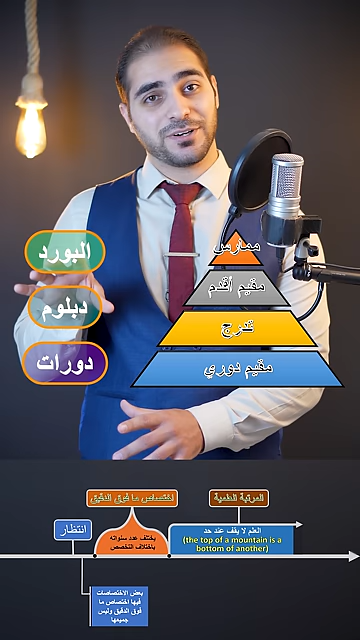 البورد
دبلوم
دورات
ممارس
مقيم أقدم
تدرج
مقيم دوري
اختصاص ما فوق الدقيق
المرتبة العلمية
انتظار
يختلف عدد سنواته
باختلاف التخصص
العلم لا يقف عند حد
(the top of a mountain is a
bottom of another)
بعض الاختصاصات
فيها اختصاص ما
فوق الدقيق وليس
جميعها